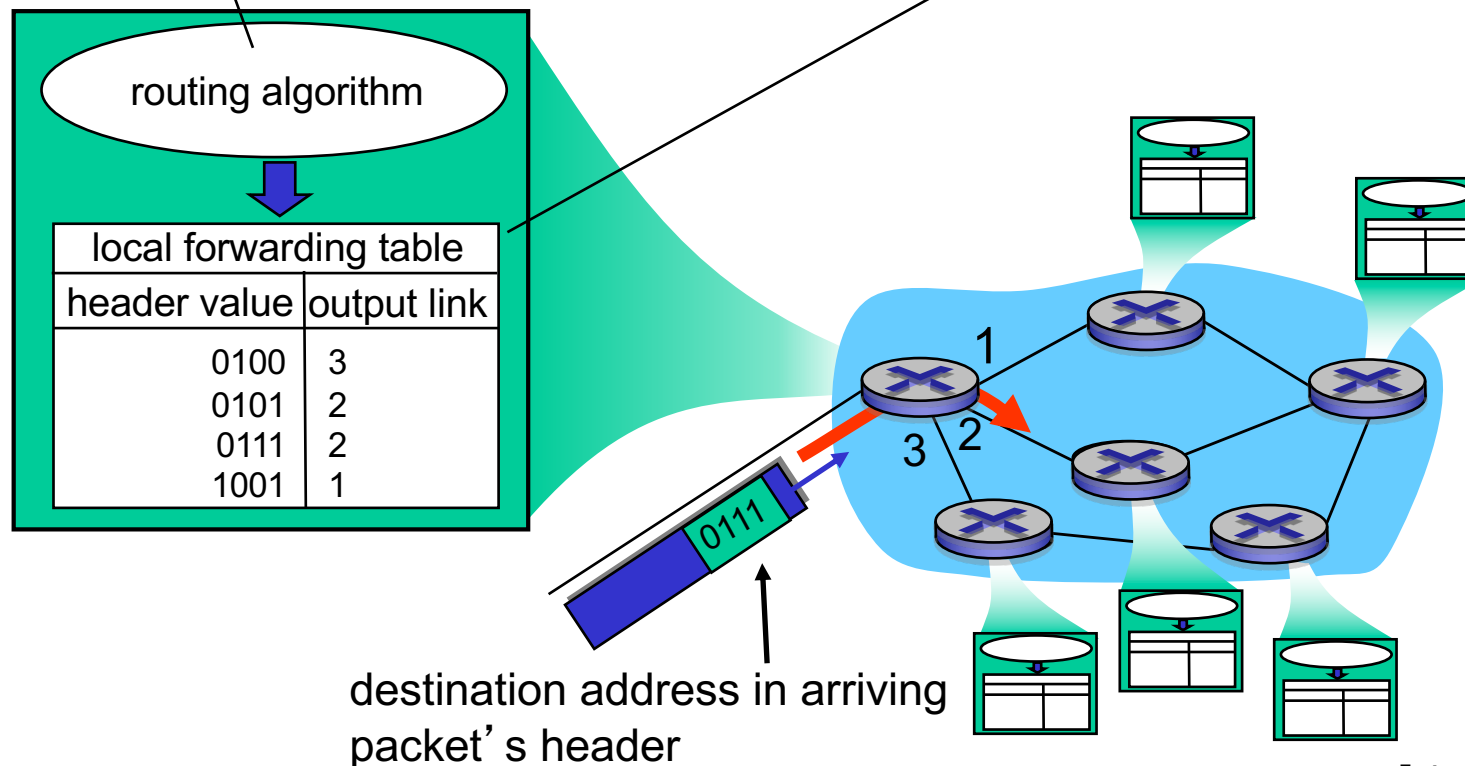 routing algorithm
local forwarding table
header value output link
0100 3
0101 2
0111 2
1001 1
1
2
3
0111
destination address in arriving
packet’s header